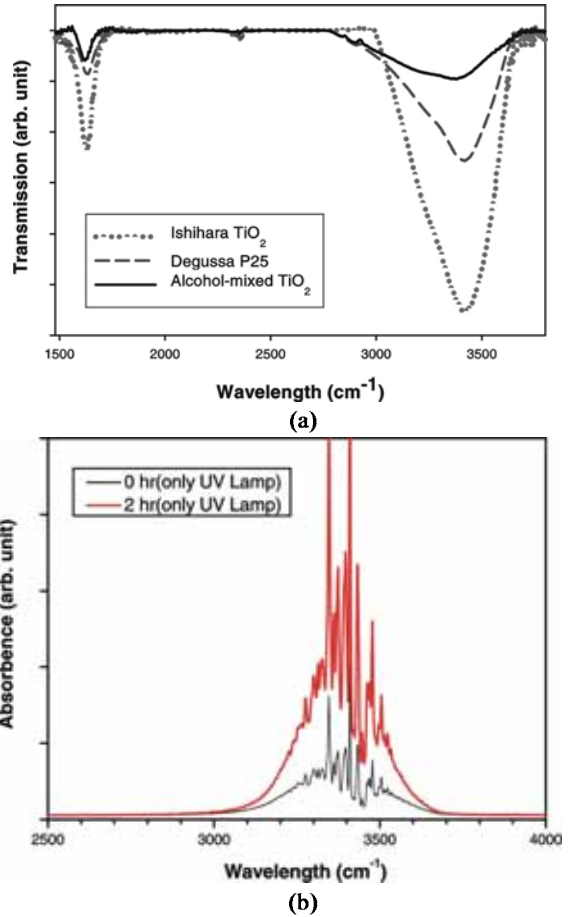 Transmission (arb. unit)
Ishihara TiO2
Degussa P25
Alcohol-mixed TiO2
1500 2000 2500 3000 3500
Wavelength (cm-1)
(a)
Absorbence (arb. unit)
0 hr(only UV Lamp)
2 hr(only UV Lamp)
2500 3000 3500 4000
Wavelength (cm-1)
(b)